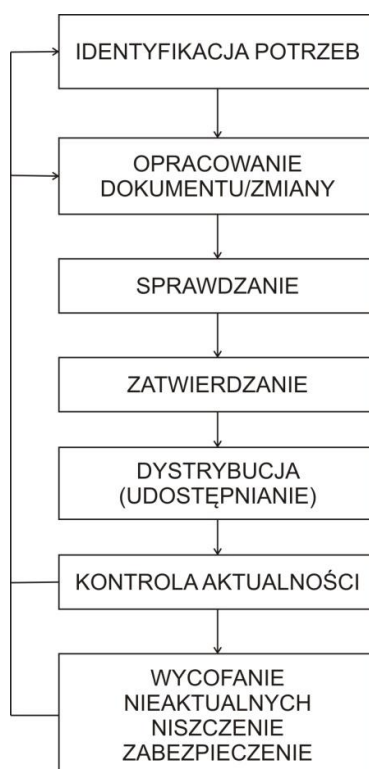 IDENTYFIKACJA POTRZEB
OPRACOWANIE
DOKUMENTU/ZMIANY
SPRAWDZANIE
ZATWIERDZANIE
DYSTRYBUCJA
(UDOSTĘPNIANIE)
KONTROLA AKTUALNOŚCI
WYCOFANIE
NIEAKTUALNYCH
NISZCZENIE
ZABEZPIECZENIE